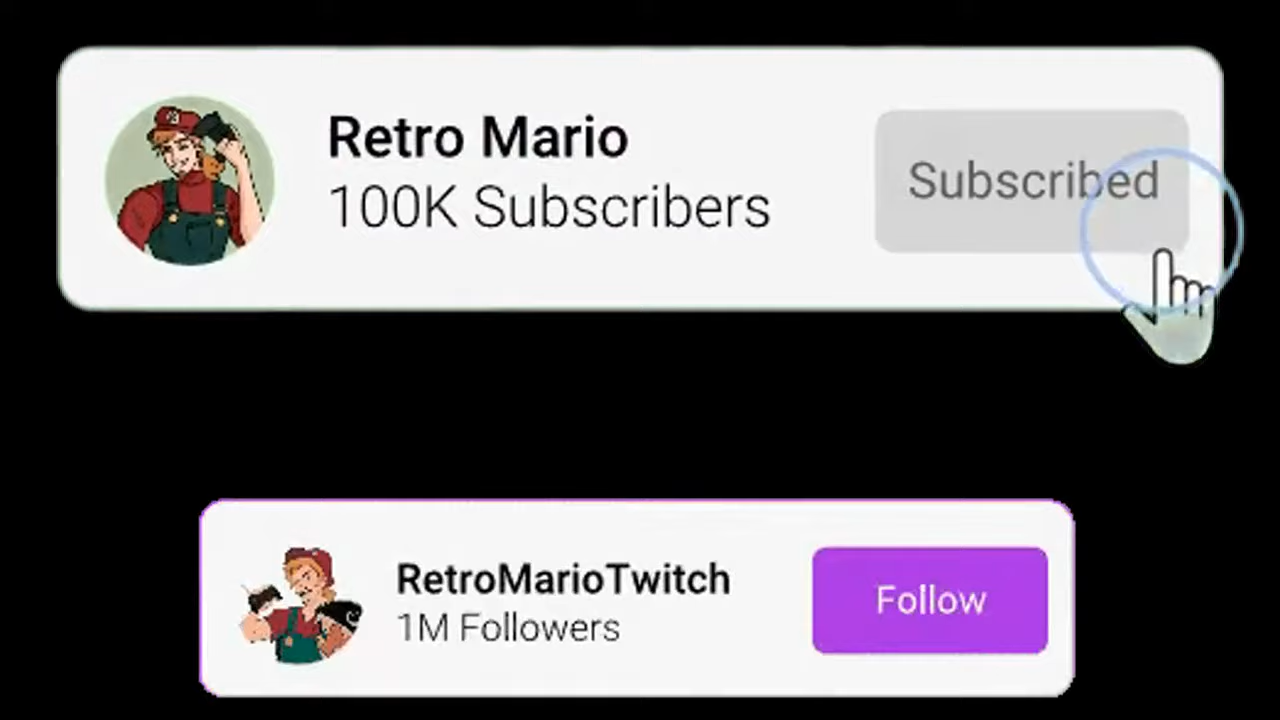 Retro Mario
100K Subscribers
Subscribed
RetroMarioTwitch
1M Followers
Follow